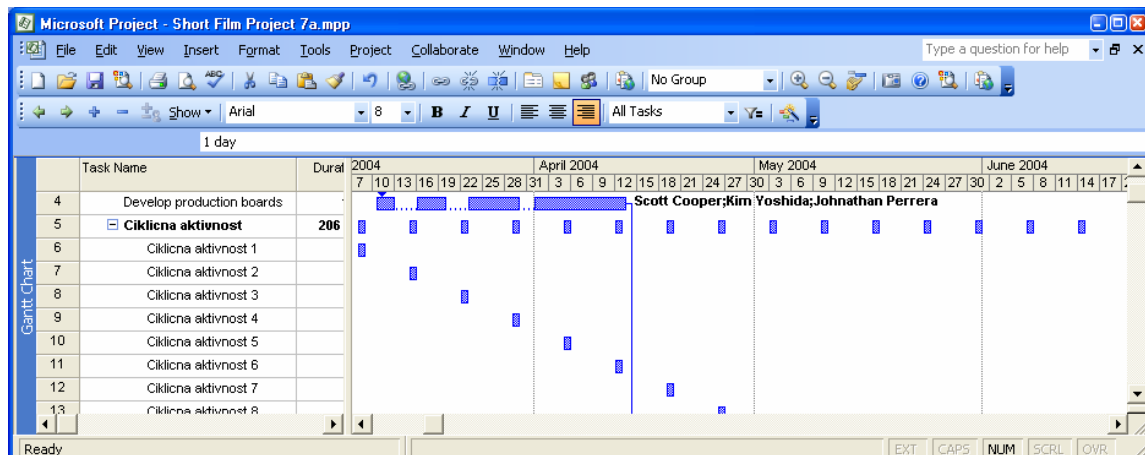 Microsoft Project - Short Film Project 7a.mpp
File Edit View Insert Format Tools Project Collaborate Window Help Type a question for help
ABC No Group
Show Arial 8 B I U All Tasks Y=
1 day
Task Name Durat 2004 April 2004 May 2004 June 2004
7 10 13 16 19 22 25 28 31 3 6 9 12 15 18 21 24 27 30 3 6 9 12 15 18 21 24 27 30 2 5 8 11 14 17
4 Develop production boards Scott Cooper;Kim Yoshida;Johnathan Perrera
5 Ciklicna aktivnost 206
6 Ciklicna aktivnost 1
7 Ciklicna aktivnost 2
8 Ciklicna aktivnost 3
9 Ciklicna aktivnost 4
10 Ciklicna aktivnost 5
11 Ciklicna aktivnost 6
12 Ciklicna aktivnost 7
13 Ciklicna aktivnost 8
Gantt Chart
Ready EXT CAPS NUM SCRL OVR